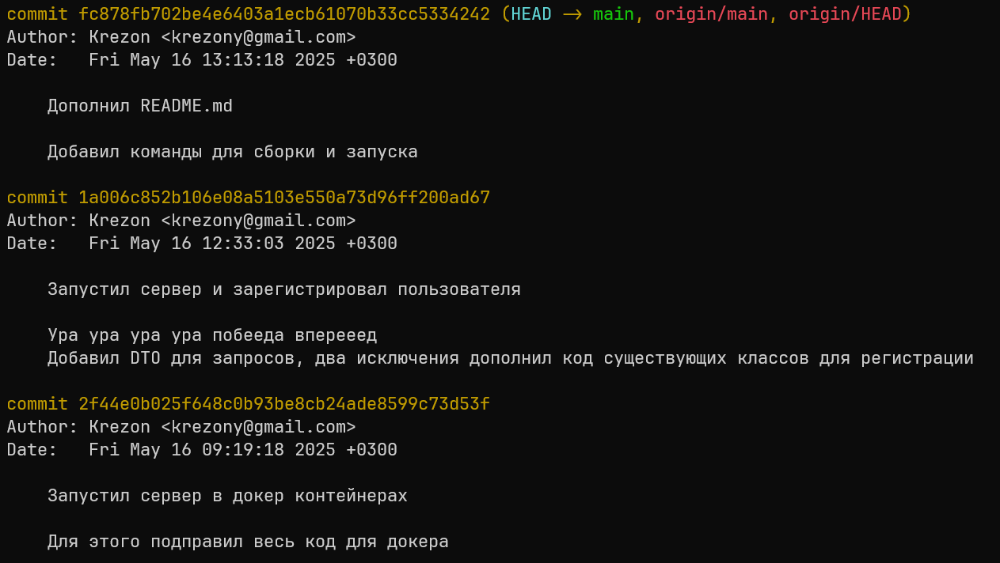 commit fc878fb702be4e6403a1ecb61070b33cc5334242 (HEAD -> main, origin/main, origin/HEAD)
Author: Krezon <krezony@gmail.com>
Date:   Fri May 16 13:13:18 2025 +0300
Дополнил README.md
Добавил команды для сборки и запуска
commit 1a006c852b106e08a5103e550a73d96ff200ad67
Author: Krezon <krezony@gmail.com>
Date:   Fri May 16 12:33:03 2025 +0300
Запустил сервер и зарегистрировал пользователя
Ура ура ура ура побееда впереeед
Добавил DTO для запросов, два исключения дополнил код существующих классов для регистрации
commit 2f44e0b025f648c0b93be8cb24ade8599c73d53f
Author: Krezon <krezony@gmail.com>
Date:   Fri May 16 09:19:18 2025 +0300
Запустил сервер в докер контейнерах
Для этого подправил весь код для докера